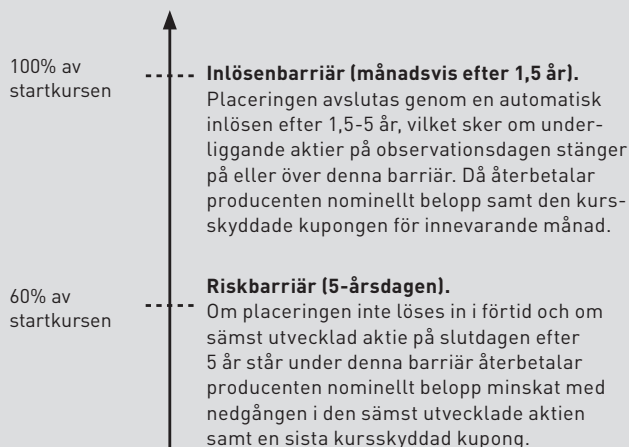 100% av
startkursen
Inlösenbarriär (månadsvis efter 1,5 år).
Placeringen avslutas genom en automatisk
inlösen efter 1,5-5 år, vilket sker om under-
liggande aktier på observationsdagen stänger
på eller över denna barriär. Då återbetalar
producenten nominellt belopp samt den kurs-
skyddade kupongen för innevarande månad.
60% av
startkursen
Riskbarriär (5-årsdagen).
Om placeringen inte löses in i förtid och om
sämst utvecklad aktie på slutdagen efter
5 år står under denna barriär återbetalar
producenten nominellt belopp minskat med
nedgången i den sämst utvecklade aktien
samt en sista kursskyddad kupong.